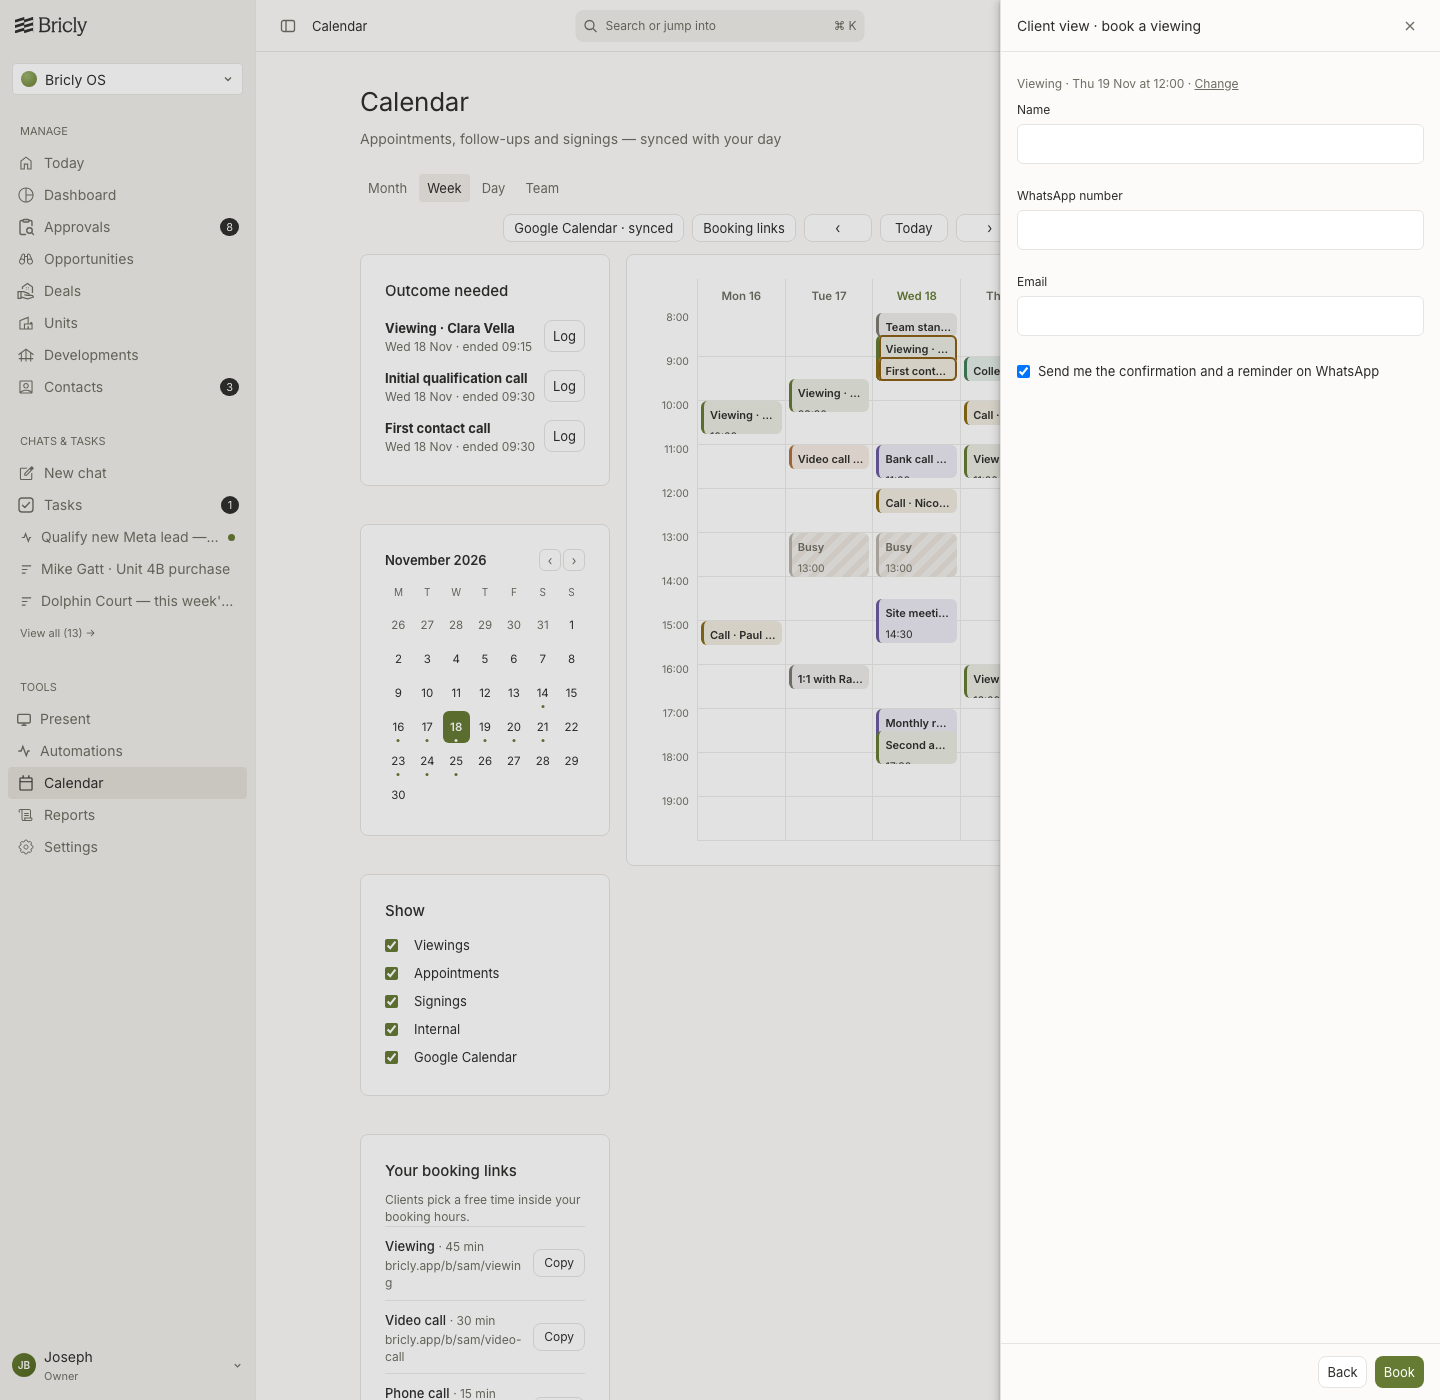 Bricly
Bricly OS
MANAGE
Today
Dashboard
Approvals 8
Opportunities
Deals
Units
Developments
Contacts 3
CHATS & TASKS
New chat
Tasks 1
Qualify new Meta lead —...
Mike Gatt · Unit 4B purchase
Dolphin Court — this week'...
View all (13) →
TOOLS
Present
Automations
Calendar
Reports
Settings
JB Joseph
Owner
Calendar
Search or jump into ⌘ K
Calendar
Appointments, follow-ups and signings — synced with your day
Month Week Day Team
Google Calendar · synced Booking links ‹ Today ›
Outcome needed
Viewing · Clara Vella
Wed 18 Nov · ended 09:15
Log
Initial qualification call
Wed 18 Nov · ended 09:30
Log
First contact call
Wed 18 Nov · ended 09:30
Log
November 2026 ‹ ›
M T W T F S S
26 27 28 29 30 31 1
2 3 4 5 6 7 8
9 10 11 12 13 14 15
16 17 18 19 20 21 22
23 24 25 26 27 28 29
30
Show
Viewings
Appointments
Signings
Internal
Google Calendar
Your booking links
Clients pick a free time inside your
booking hours.
Viewing · 45 min
bricly.app/b/sam/viewin
g
Copy
Video call · 30 min
bricly.app/b/sam/video-
call
Copy
Phone call · 15 min
Mon 16 Tue 17 Wed 18 Th
8:00
9:00
10:00
11:00
12:00
13:00
14:00
15:00
16:00
17:00
18:00
19:00
Viewing · ...
Call · Paul ...
Viewing · ...
Video call ...
Busy
13:00
1:1 with Ra...
Team stan...
Viewing · ...
First cont...
Bank call ...
Call · Nico...
Busy
13:00
Site meeti...
14:30
Monthly r...
Second a...
Colle
Call ·
View
View
Client view · book a viewing ×
Viewing · Thu 19 Nov at 12:00 · Change
Name
WhatsApp number
Email
Send me the confirmation and a reminder on WhatsApp
Back Book